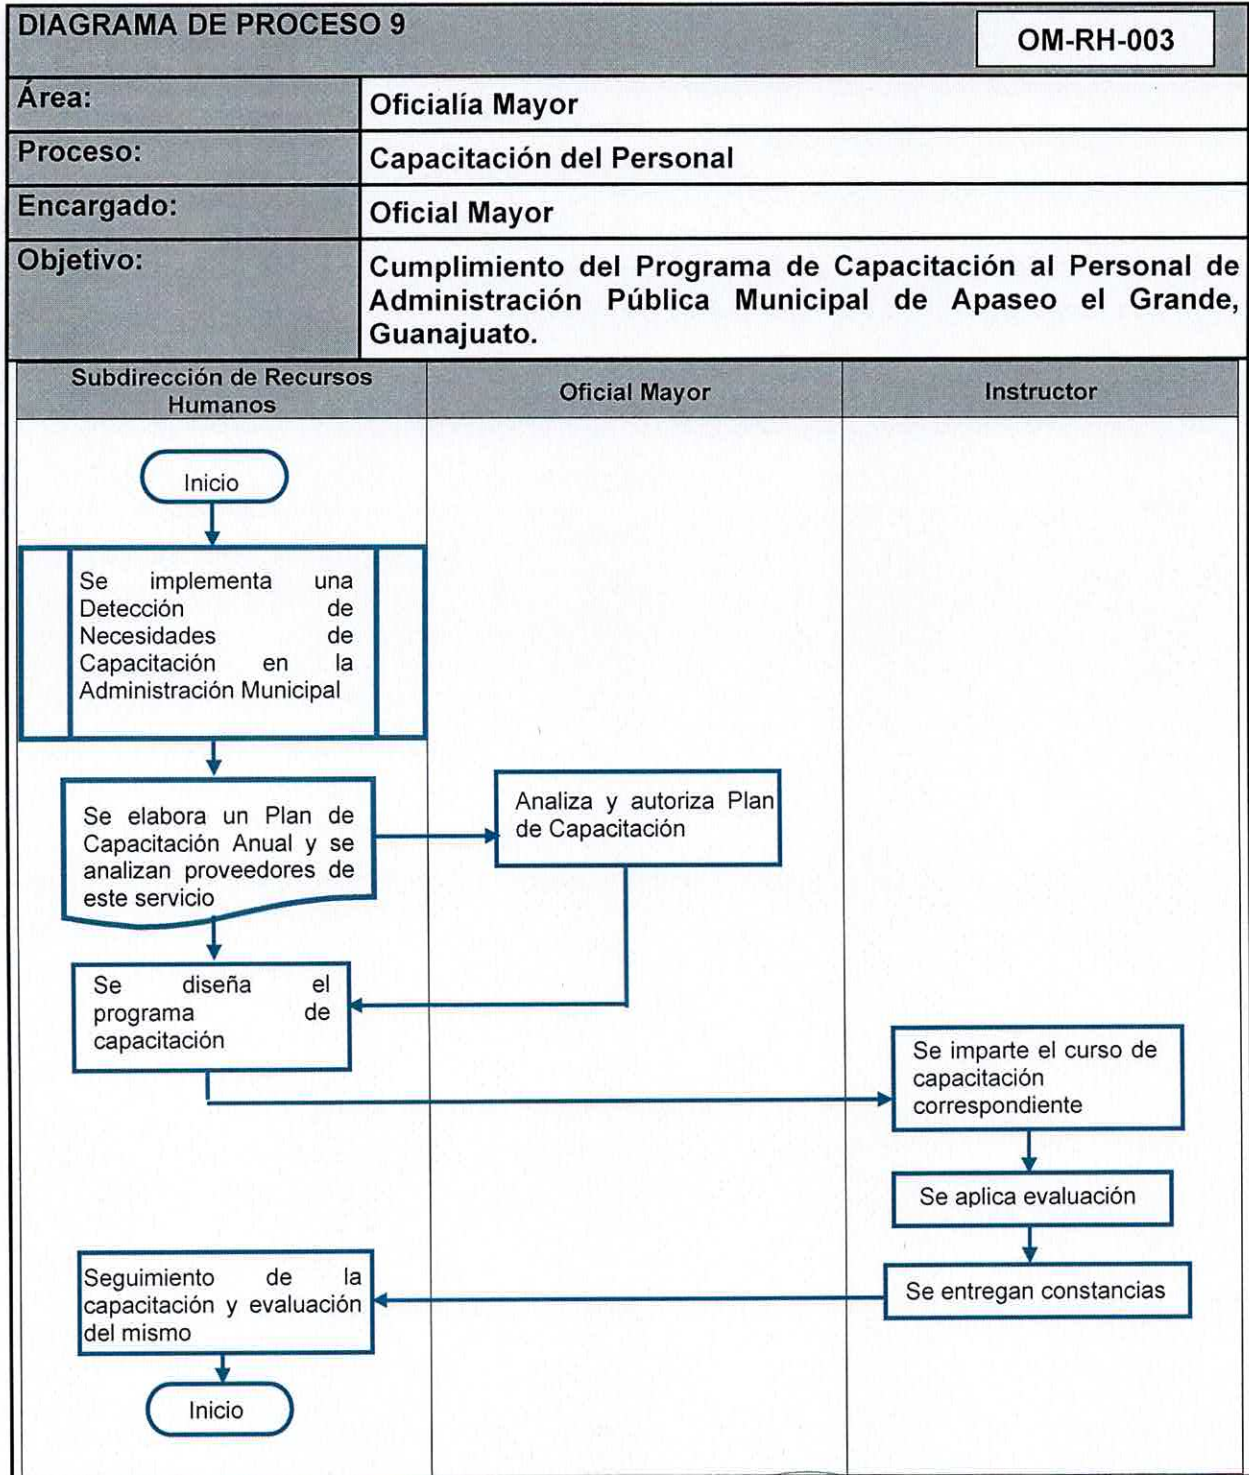 DIAGRAMA DE PROCESO 9
OM-RH-003
Área:
Oficialía Mayor
Proceso:
Capacitación del Personal
Encargado:
Oficial Mayor
Objetivo:
Cumplimiento del Programa de Capacitación al Personal de
Administración Pública Municipal de Apaseo el Grande,
Guanajuato.
Subdirección de Recursos
Humanos
Oficial Mayor
Instructor
Inicio
Se implementa una
Detección de
Necesidades de
Capacitación en la
Administración Municipal
Se elabora un Plan de
Capacitación Anual y se
analizan proveedores de
este servicio
Analiza y autoriza Plan
de Capacitación
Se diseña el
programa de
capacitación
Se imparte el curso de
capacitación
correspondiente
Se aplica evaluación
Se entregan constancias
Seguimiento de la
capacitación y evaluación
del mismo
Inicio